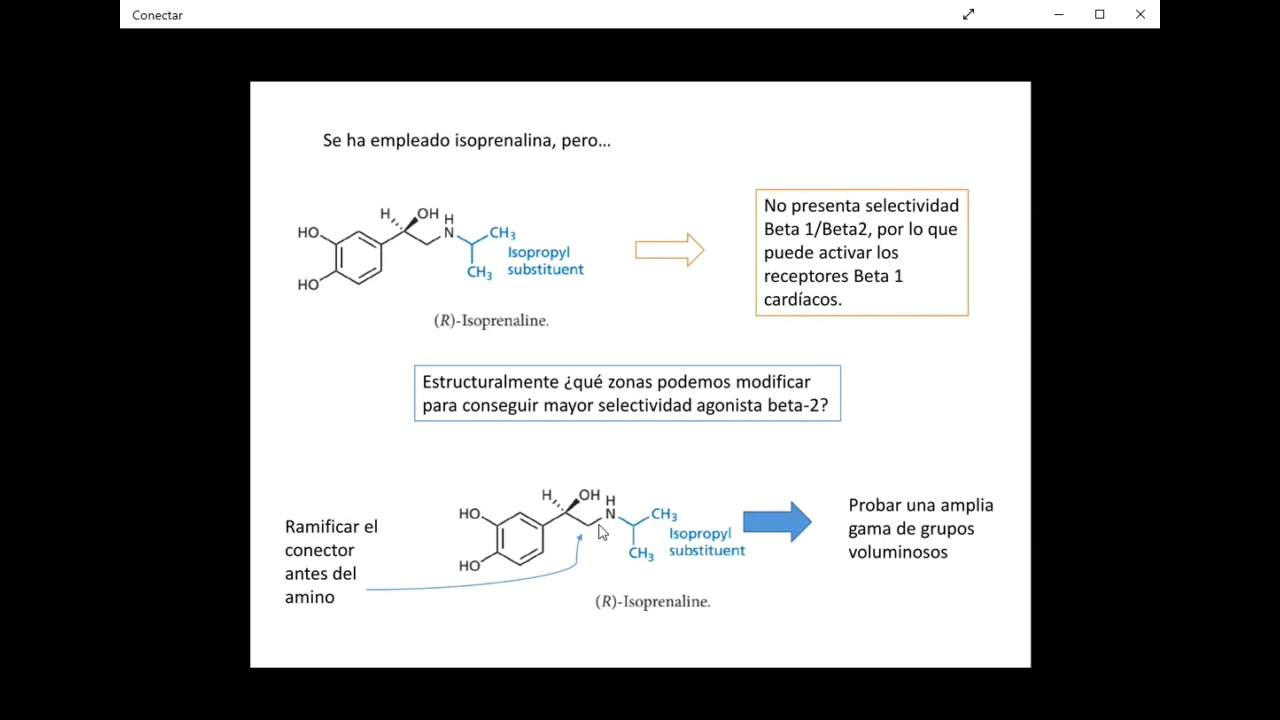 Conectar
Se ha empleado isoprenalina, pero...
H OH H
HO N CH3
Isopropyl
CH3 substituent
HO
(R)-Isoprenaline.
No presenta selectividad
Beta 1/Beta2, por lo que
puede activar los
receptores Beta 1
cardíacos.
Estructuralmente ¿qué zonas podemos modificar
para conseguir mayor selectividad agonista beta-2?
Ramificar el
conector
antes del
amino
H OH H
HO N CH3
Isopropyl
CH3 substituent
HO
(R)-Isoprenaline.
Probar una amplia
gama de grupos
voluminosos